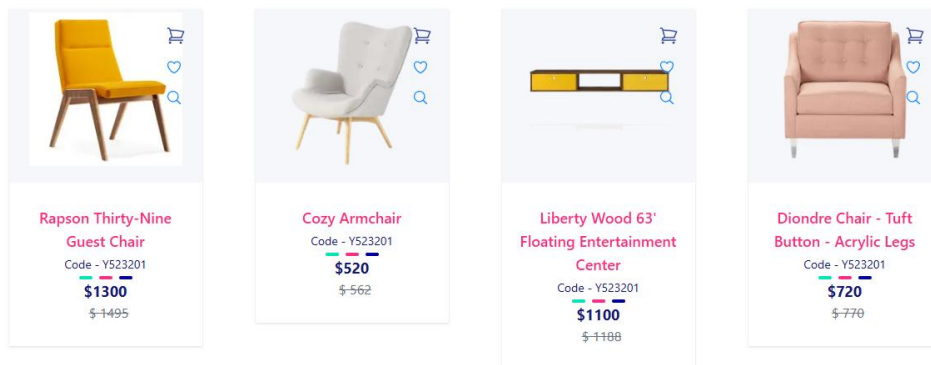 Rapson Thirty-Nine
Guest Chair
Code - Y523201
$1300
$ 1495
Cozy Armchair
Code - Y523201
$520
$ 562
Liberty Wood 63'
Floating Entertainment
Center
Code - Y523201
$1100
$ 1188
Diondre Chair - Tuft
Button - Acrylic Legs
Code - Y523201
$720
$ 770